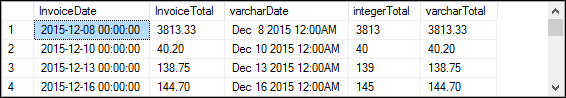 InvoiceDate InvoiceTotal varcharDate integerTotal varcharTotal
1 2015-12-08 00:00:00 3813.33 Dec  8 2015 12:00AM 3813 3813.33
2 2015-12-10 00:00:00 40.20 Dec 10 2015 12:00AM 40 40.20
3 2015-12-13 00:00:00 138.75 Dec 13 2015 12:00AM 139 138.75
4 2015-12-16 00:00:00 144.70 Dec 16 2015 12:00AM 145 144.70